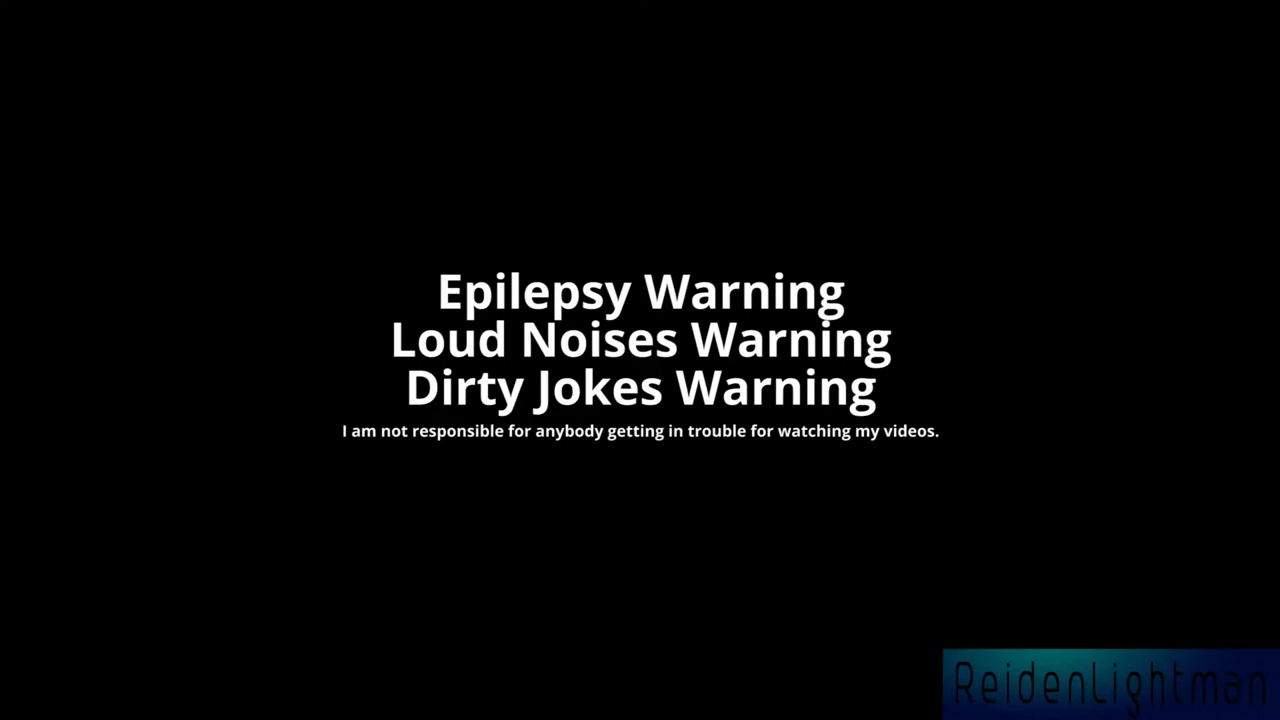 Epilepsy Warning
Loud Noises Warning
Dirty Jokes Warning
I am not responsible for anybody getting in trouble for watching my videos.
ReidenLightman